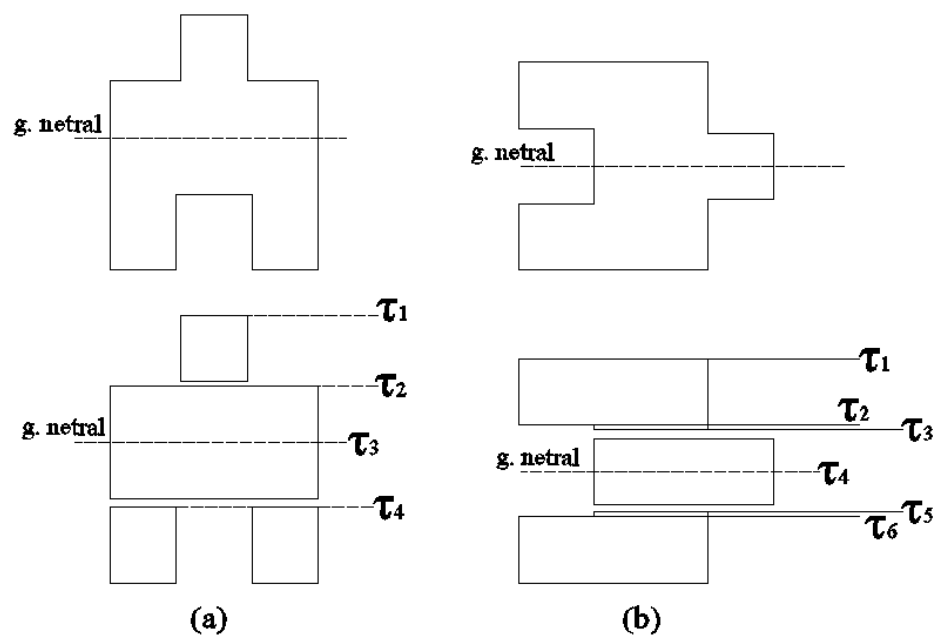 g. netral
g. netral
τ1
τ2
g. netral
τ3
τ4
(a)
τ1
τ2
τ3
g. netral
τ4
τ5
τ6
(b)